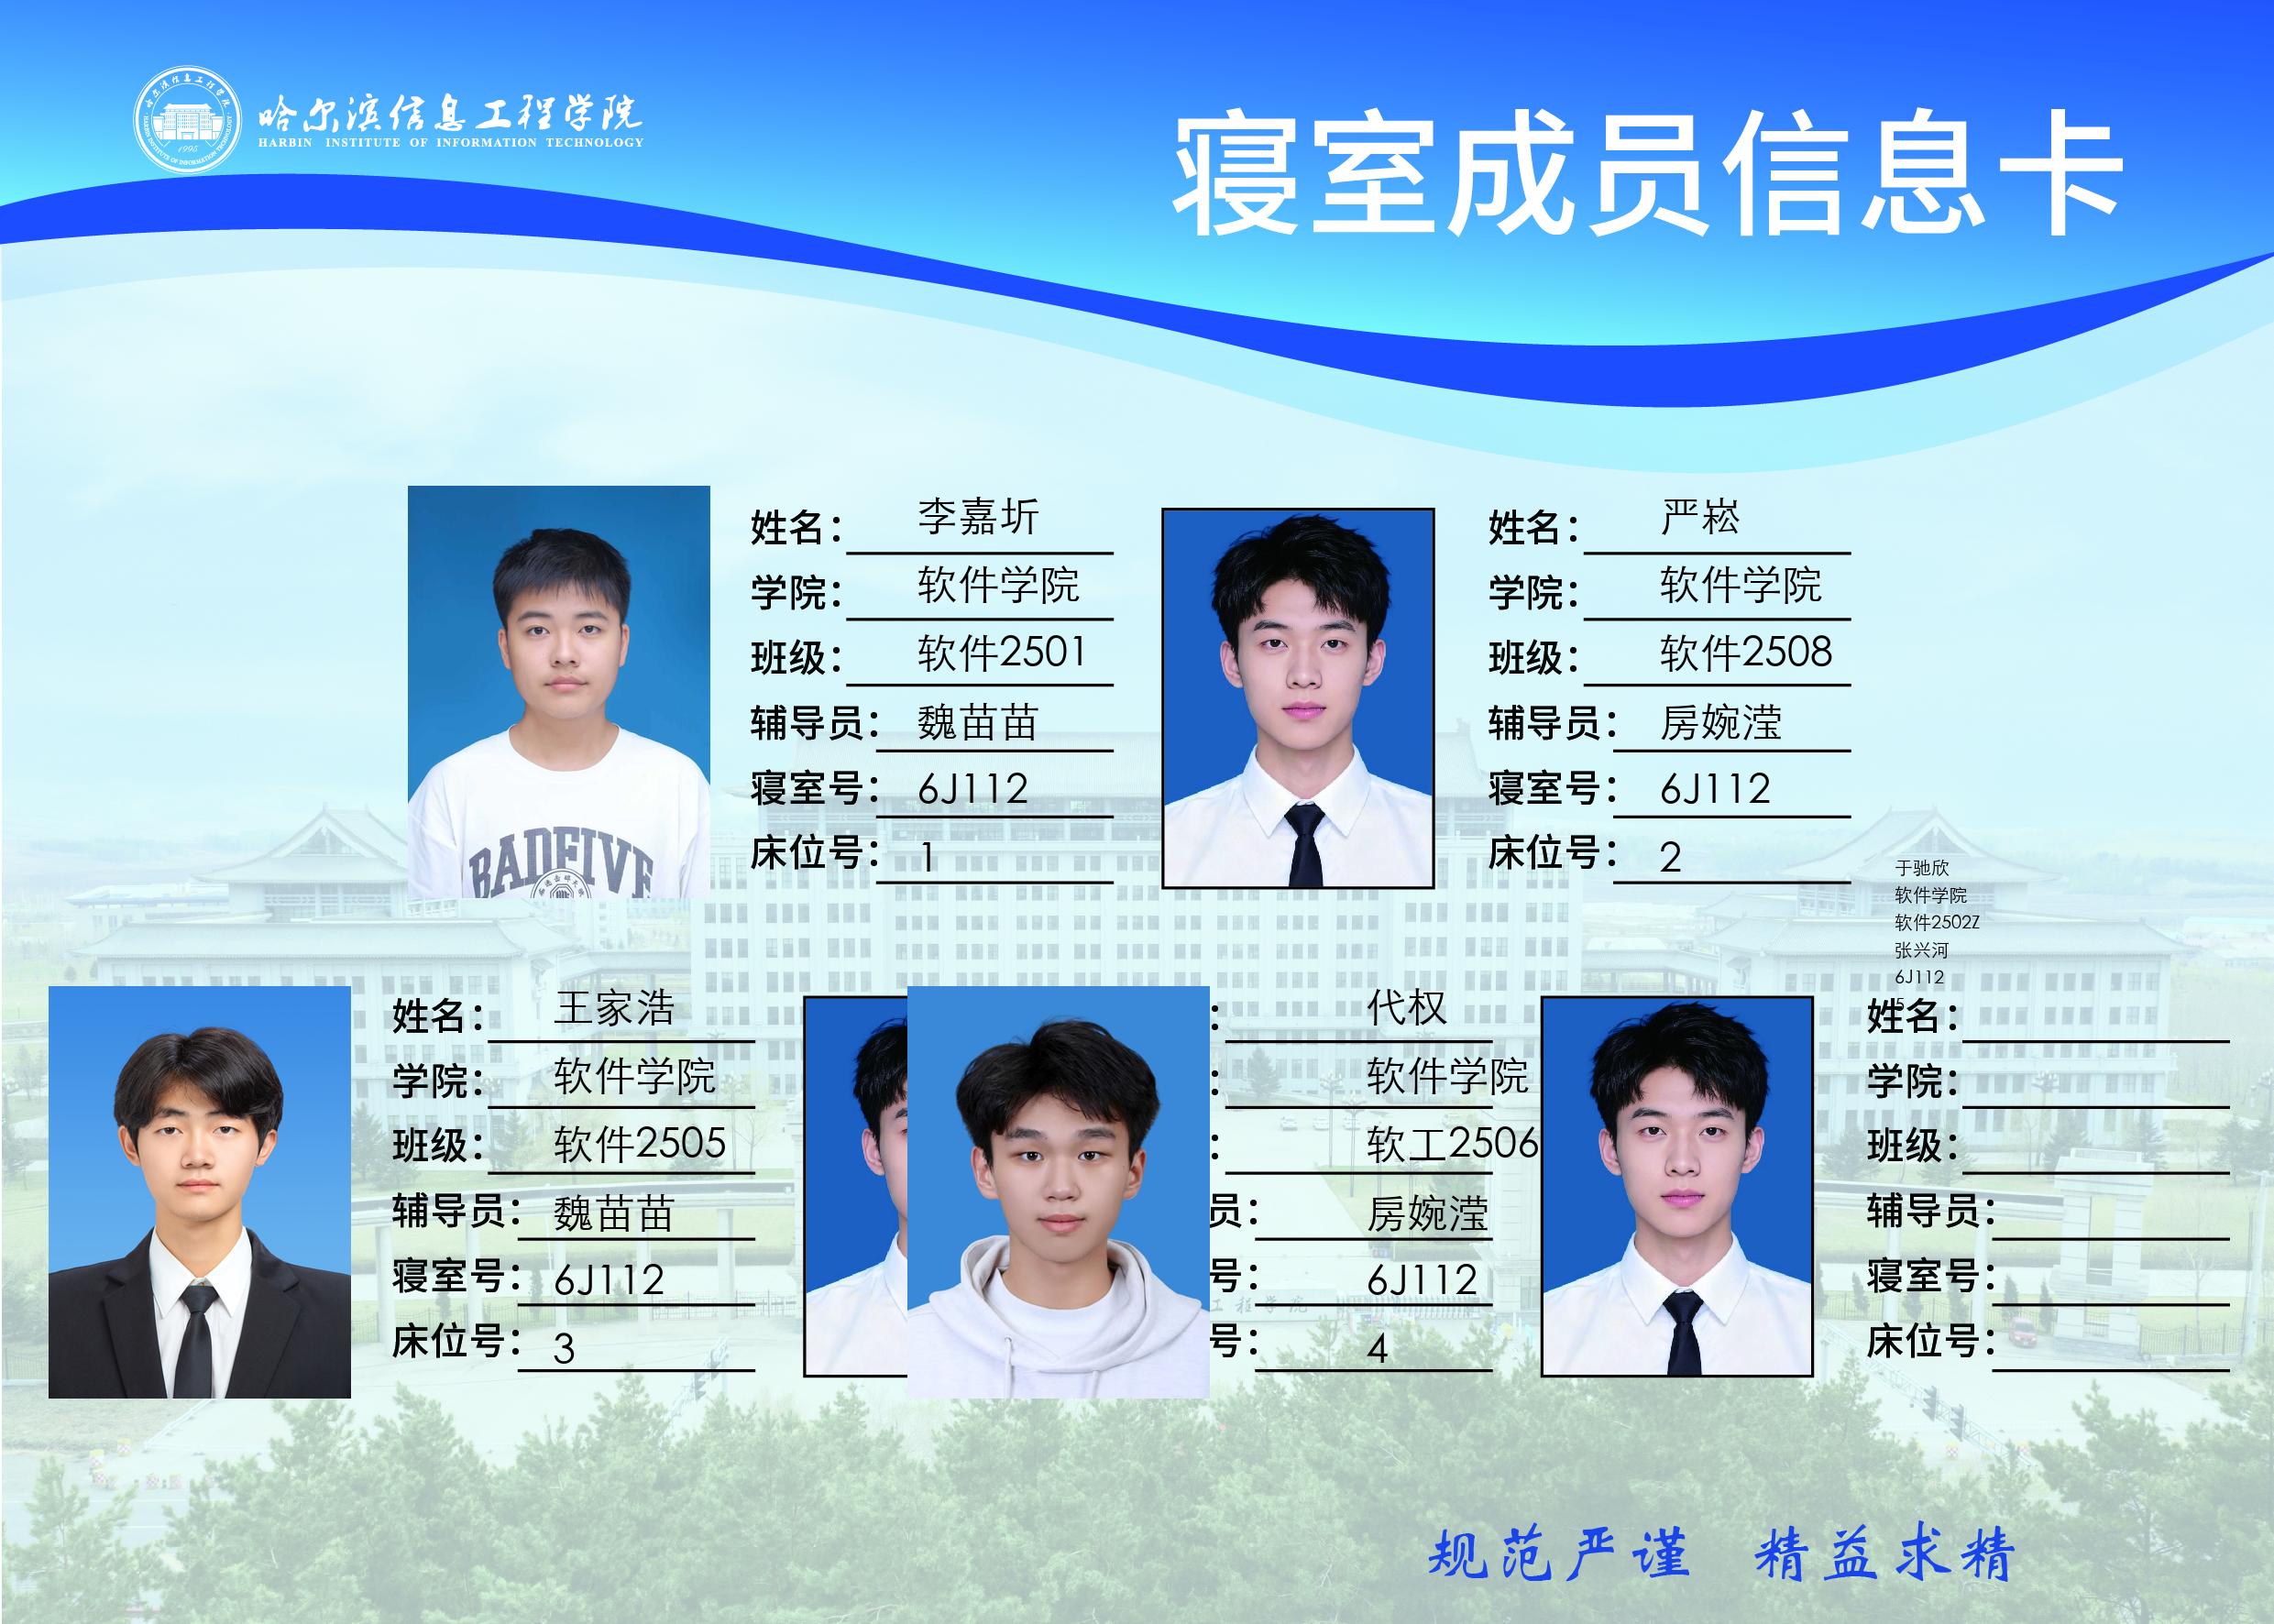 哈尔滨信息工程学院
HARBIN INSTITUTE OF INFORMATION TECHNOLOGY
1995
寝室成员信息卡
姓名： 李嘉圻
学院： 软件学院
班级： 软件2501
辅导员： 魏苗苗
寝室号： 6J112
床位号： 1
BADFIVE
姓名： 严崧
学院： 软件学院
班级： 软件2508
辅导员： 房婉滢
寝室号： 6J112
床位号： 2
于驰欣
软件学院
软件2502Z
张兴河
6J112
5
姓名： 王家浩
学院： 软件学院
班级： 软件2505
辅导员： 魏苗苗
寝室号： 6J112
床位号： 3
： 代权
： 软件学院
： 软工2506
员： 房婉滢
号： 6J112
号： 4
姓名：
学院：
班级：
辅导员：
寝室号：
床位号：
工程学院
规范严谨 精益求精